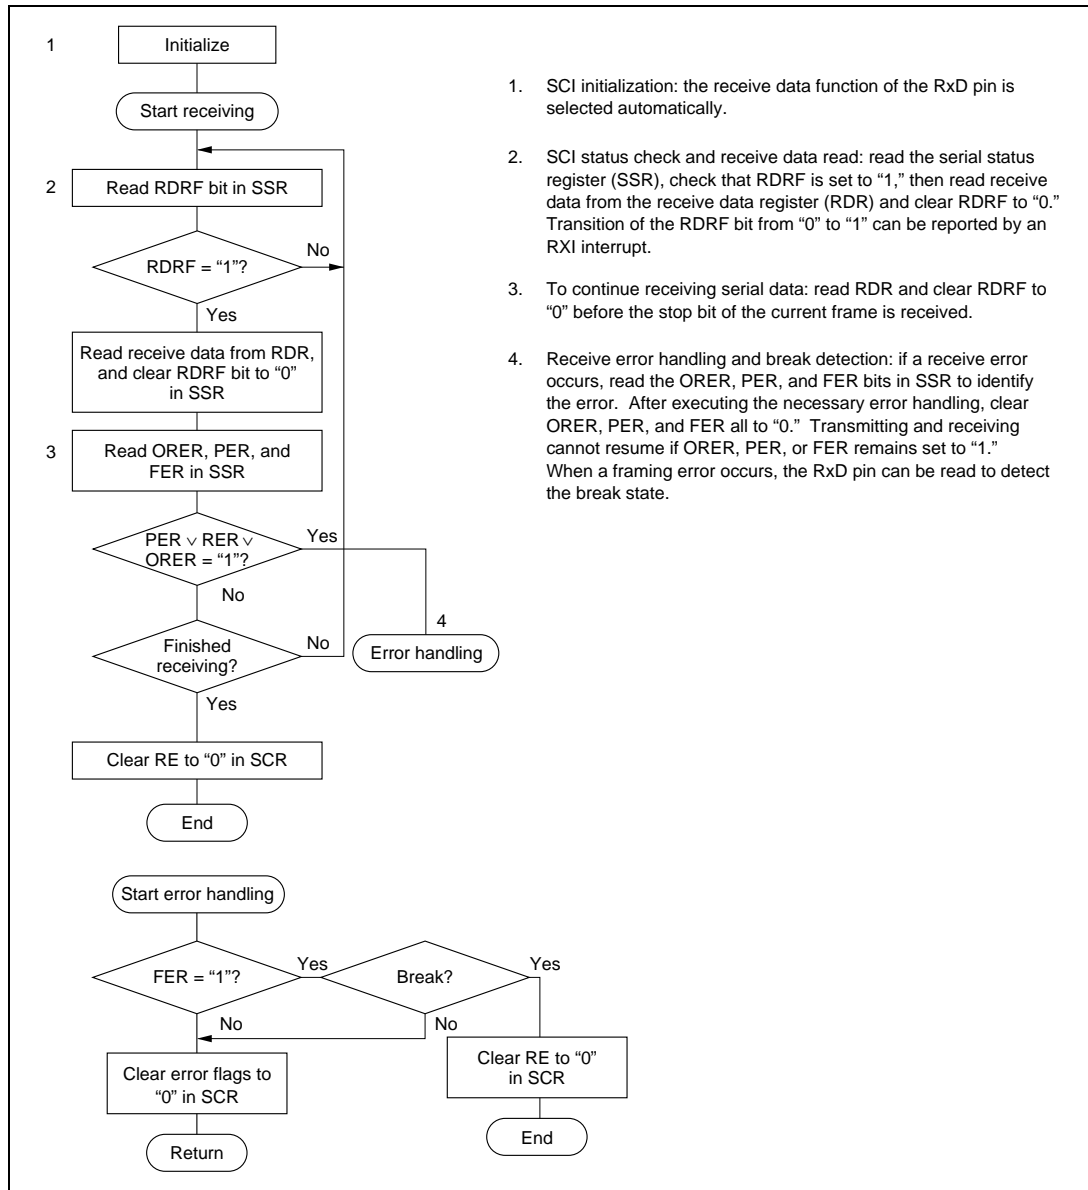 1
Initialize
Start receiving
2
Read RDRF bit in SSR
RDRF = “1”?
No
Yes
Read receive data from RDR,
and clear RDRF bit to “0”
in SSR
3
Read ORER, PER, and
FER in SSR
PER ∨ RER ∨
ORER = “1”?
Yes
No
4
Error handling
Finished
receiving?
No
Yes
Clear RE to “0” in SCR
End
1. SCI initialization: the receive data function of the RxD pin is
selected automatically.
2. SCI status check and receive data read: read the serial status
register (SSR), check that RDRF is set to “1,” then read receive
data from the receive data register (RDR) and clear RDRF to “0.”
Transition of the RDRF bit from “0” to “1” can be reported by an
RXI interrupt.
3. To continue receiving serial data: read RDR and clear RDRF to
“0” before the stop bit of the current frame is received.
4. Receive error handling and break detection: if a receive error
occurs, read the ORER, PER, and FER bits in SSR to identify
the error. After executing the necessary error handling, clear
ORER, PER, and FER all to “0.” Transmitting and receiving
cannot resume if ORER, PER, or FER remains set to “1.”
When a framing error occurs, the RxD pin can be read to detect
the break state.
Start error handling
FER = “1”?
Yes
Break?
Yes
No
No
Clear error flags to
“0” in SCR
Clear RE to “0”
in SCR
Return
End